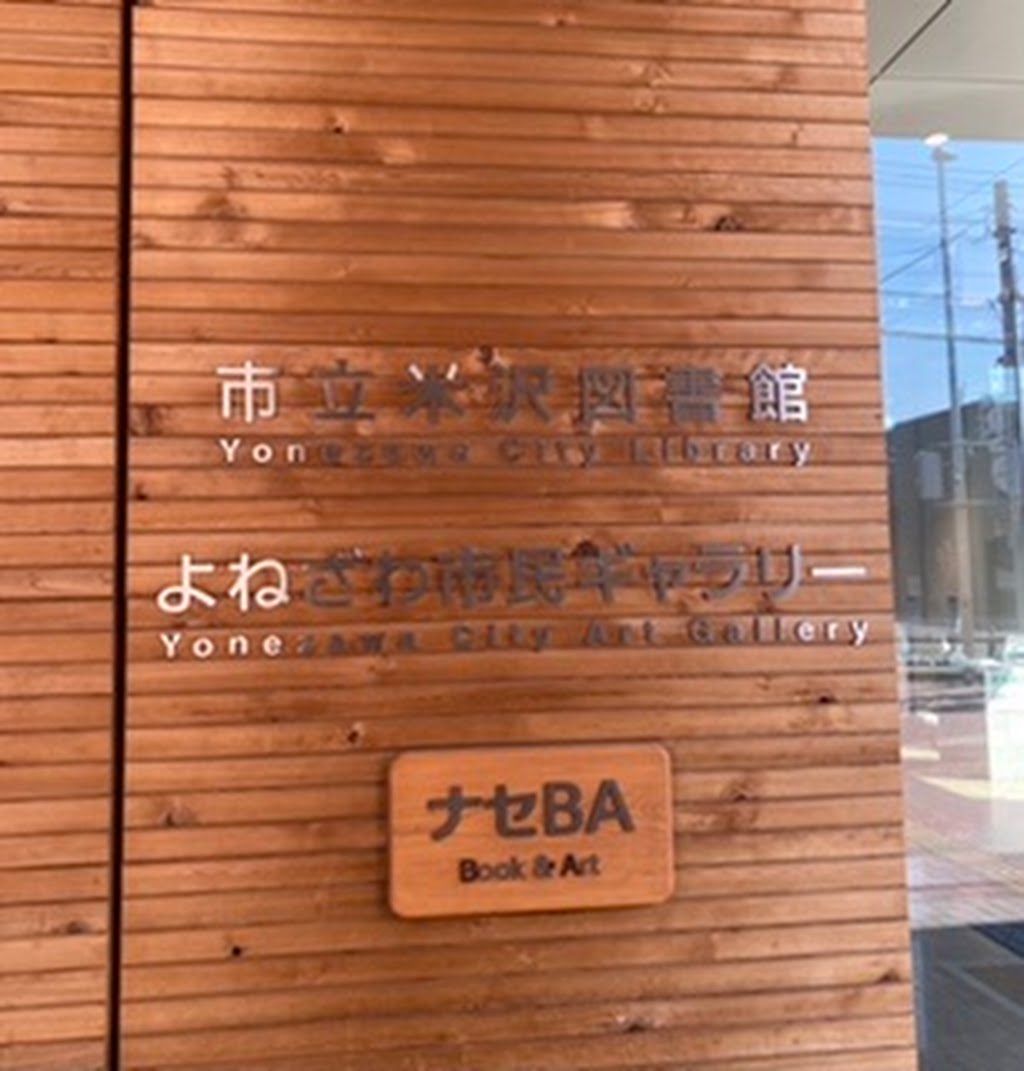 市立米沢図書館
Yonezawa City Library
よねざわ市民ギャラリー
Yonezawa City Art Gallery
ナセBA
Book & Art